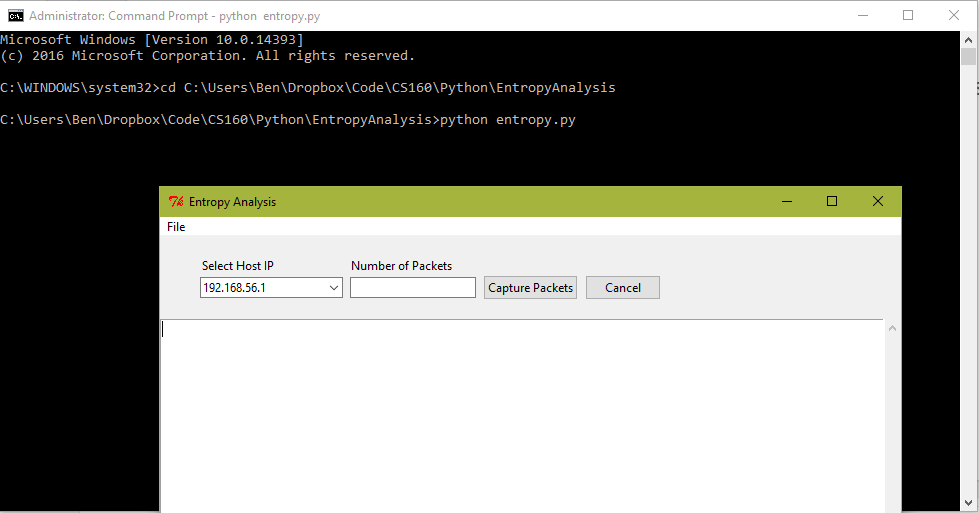 Administrator: Command Prompt - python  entropy.py
Microsoft Windows [Version 10.0.14393]
(c) 2016 Microsoft Corporation. All rights reserved.
C:\WINDOWS\system32>cd C:\Users\Ben\Dropbox\Code\CS160\Python\EntropyAnalysis
C:\Users\Ben\Dropbox\Code\CS160\Python\EntropyAnalysis>python entropy.py
Entropy Analysis
File
Select Host IP Number of Packets
192.168.56.1 Capture Packets Cancel